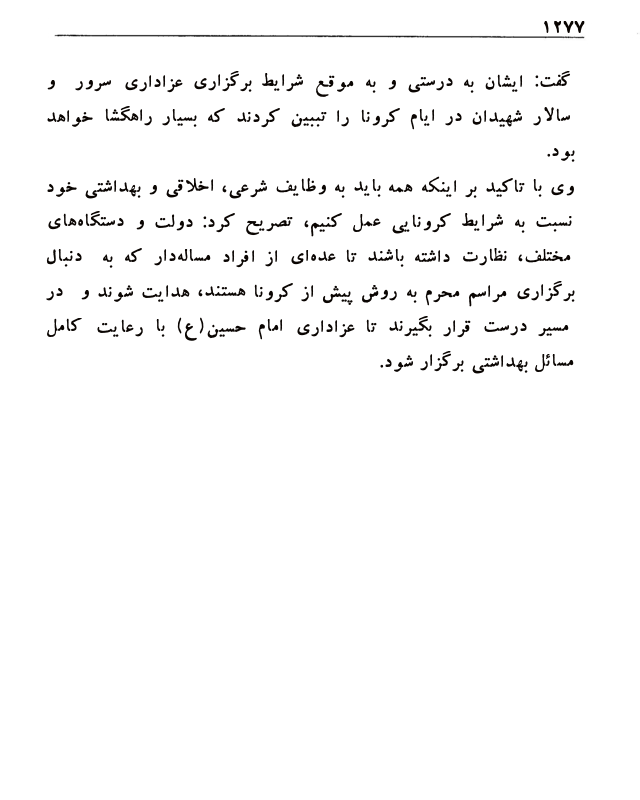 ۱۲۷۷
گفت: ایشان به درستی و به موقع شرایط برگزاری عزاداری سرور و
سالار شهیدان در ایام کرونا را تبیین کردند که بسیار راهگشا خواهد
بود.
وی با تاکید بر اینکه همه باید به وظایف شرعی، اخلاقی و بهداشتی خود
نسبت به شرایط کرونایی عمل کنیم، تصریح کرد: دولت و دستگاه‌های
مختلف، نظارت داشته باشند تا عده‌ای از افراد مساله‌دار که به دنبال
برگزاری مراسم محرم به روش پیش از کرونا هستند، هدایت شوند و در
مسیر درست قرار بگیرند تا عزاداری امام حسین(ع) با رعایت کامل
مسائل بهداشتی برگزار شود.